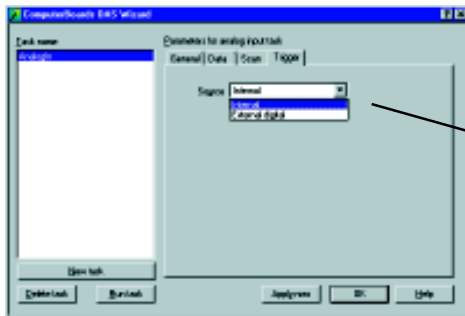 ComputerBoards DAS Wizard
Task name
AnalogIn
Parameters for analog input task
General Data Scan Trigger
Source Internal
Internal
External digital
New task
Delete task Run task
Apply now OK Help